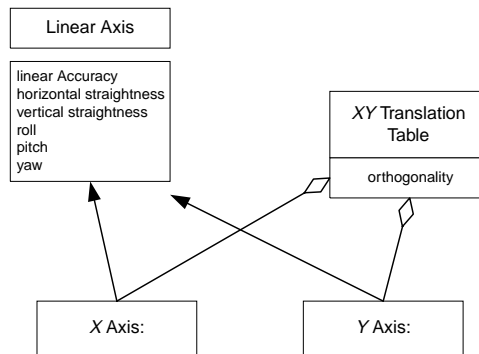 Linear Axis
linear Accuracy
horizontal straightness
vertical straightness
roll
pitch
yaw
XY Translation
Table
orthogonality
X Axis:
Y Axis: